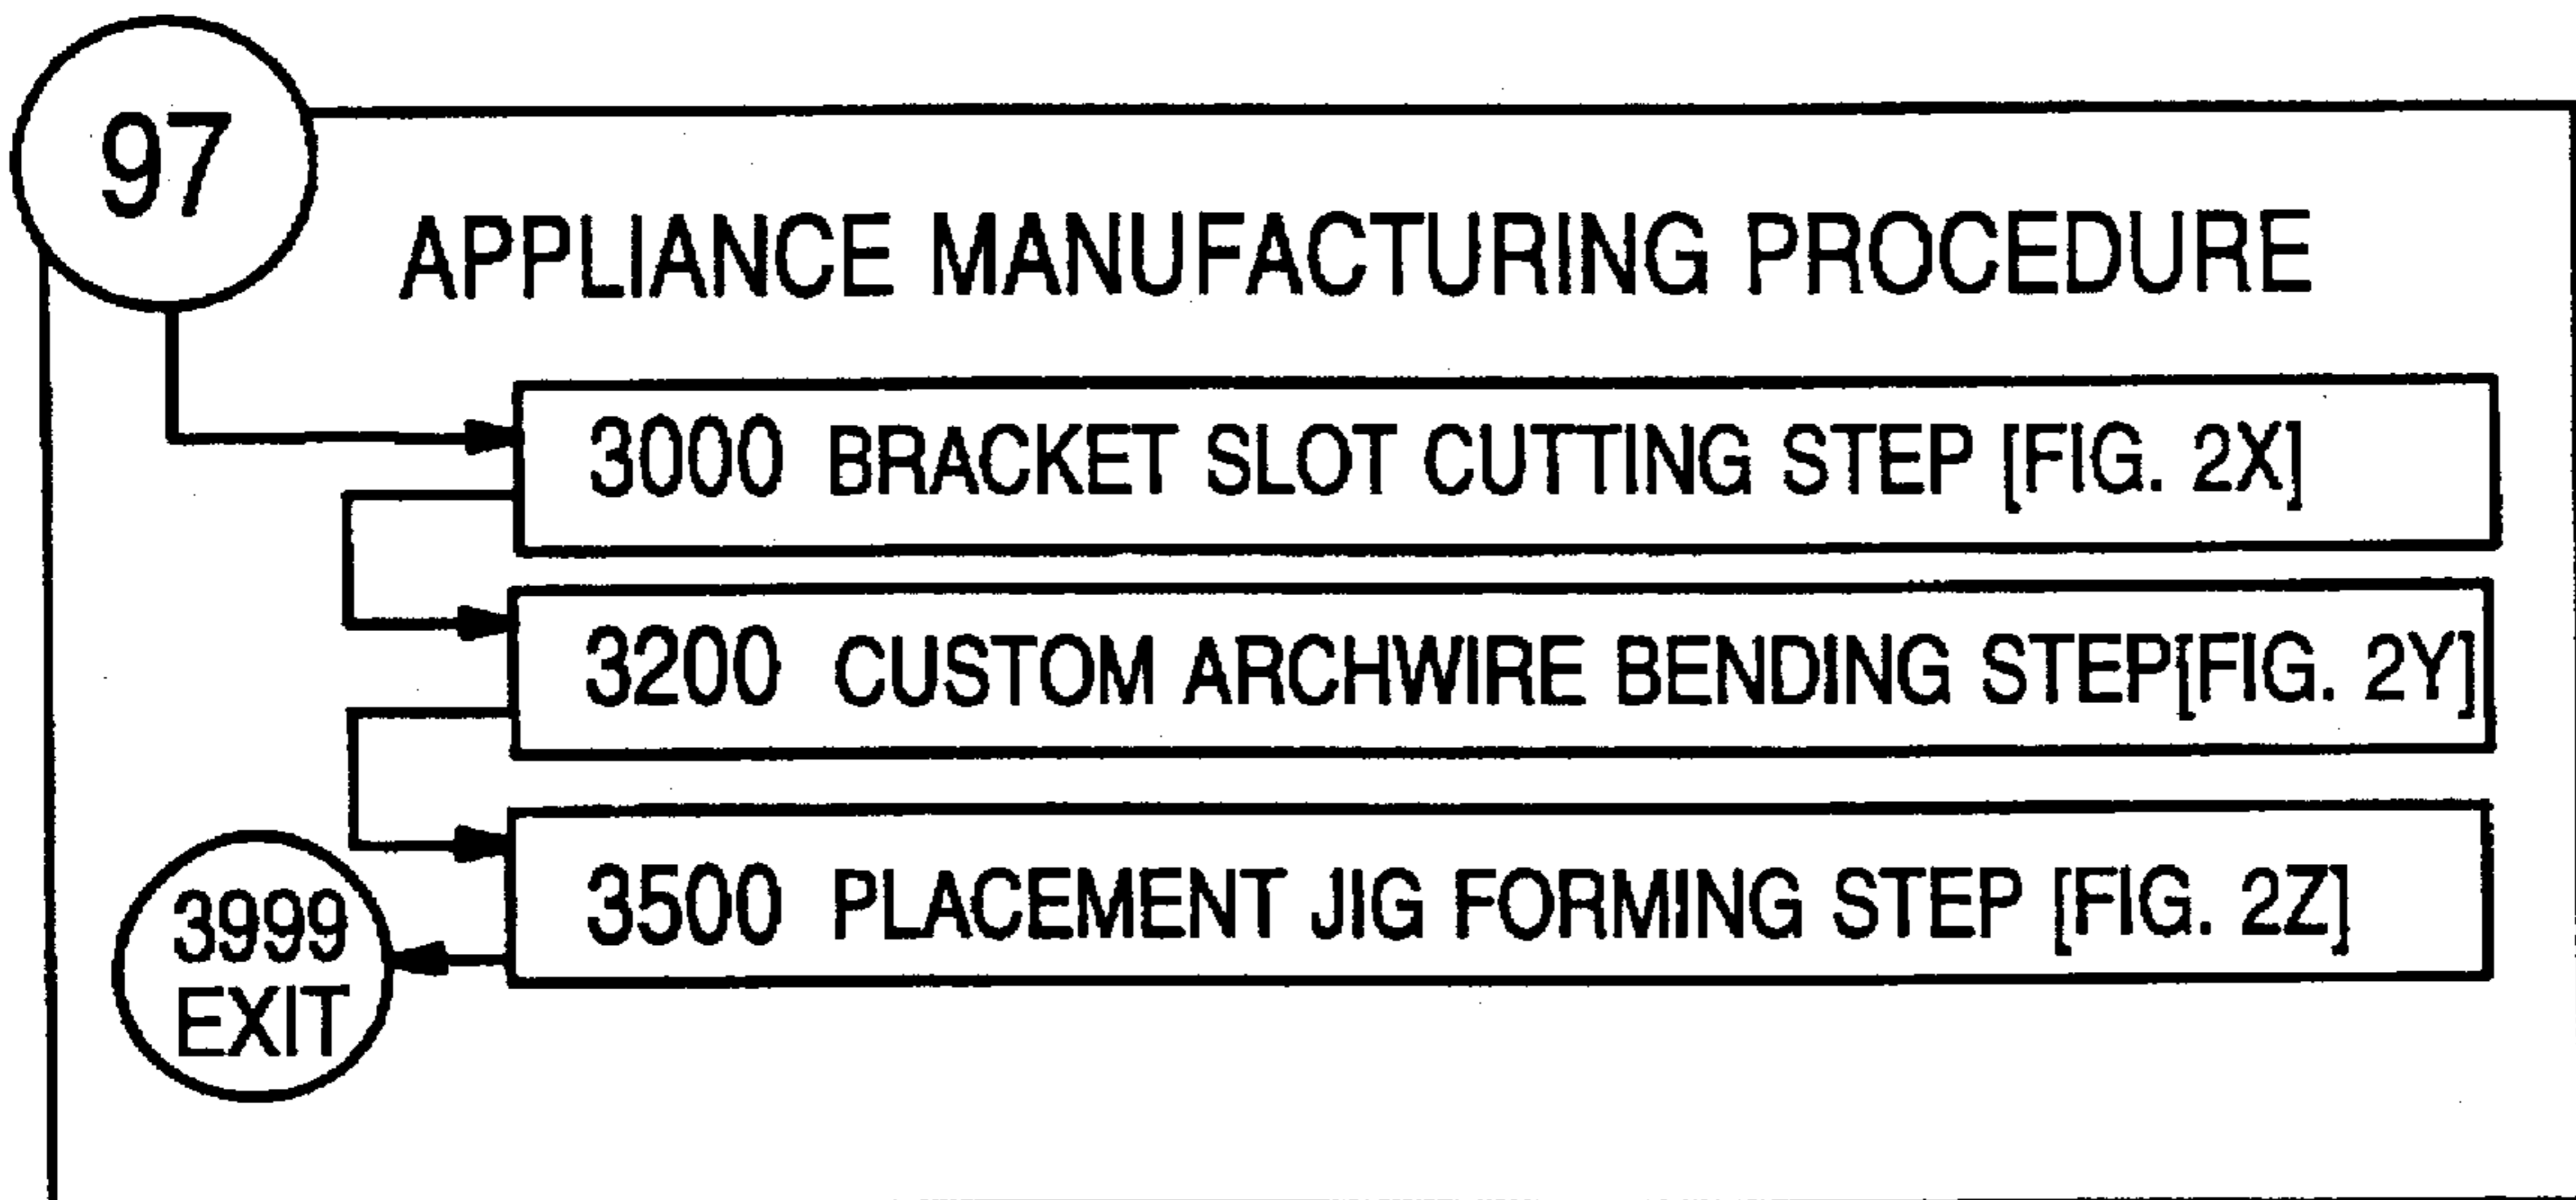 97
APPLIANCE MANUFACTURING PROCEDURE
3000 BRACKET SLOT CUTTING STEP [FIG. 2X]
3200 CUSTOM ARCHWIRE BENDING STEP[FIG. 2Y]
3500 PLACEMENT JIG FORMING STEP [FIG. 2Z]
3999
EXIT